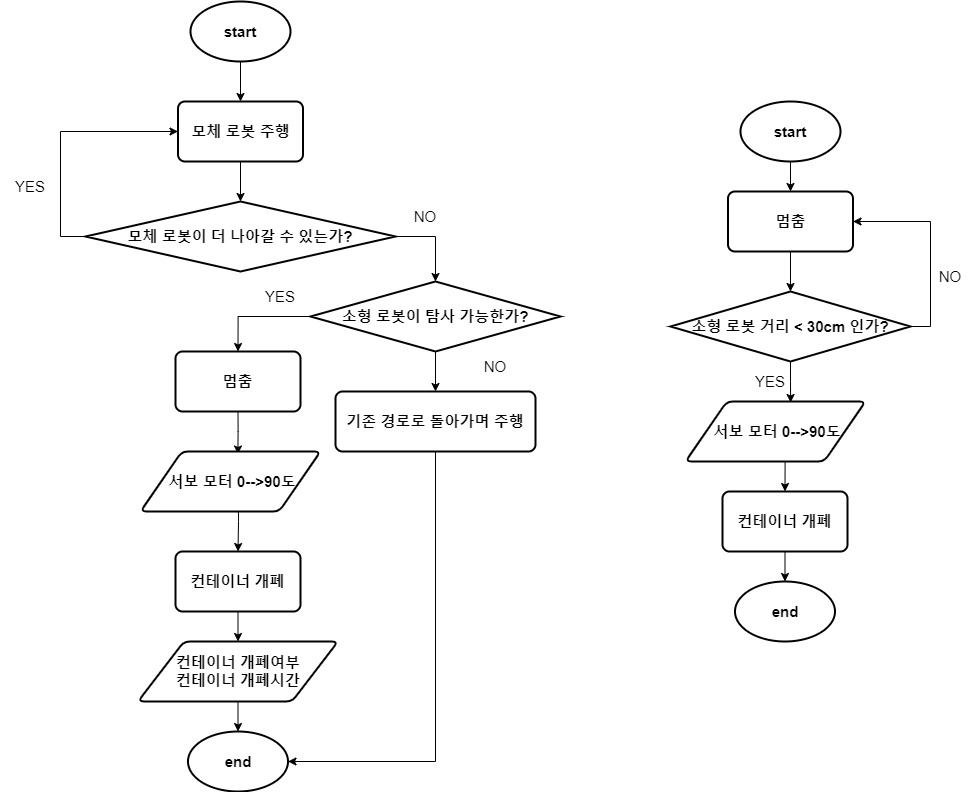 start
모체 로봇 주행
YES
모체 로봇이 더 나아갈 수 있는가?
NO
YES
소형 로봇이 탐사 가능한가?
멈춤
NO
기존 경로로 돌아가며 주행
서보 모터 0-->90도
컨테이너 개폐
컨테이너 개폐여부
컨테이너 개폐시간
end
start
멈춤
NO
소형 로봇 거리 < 30cm 인가?
YES
서보 모터 0-->90도
컨테이너 개폐
end